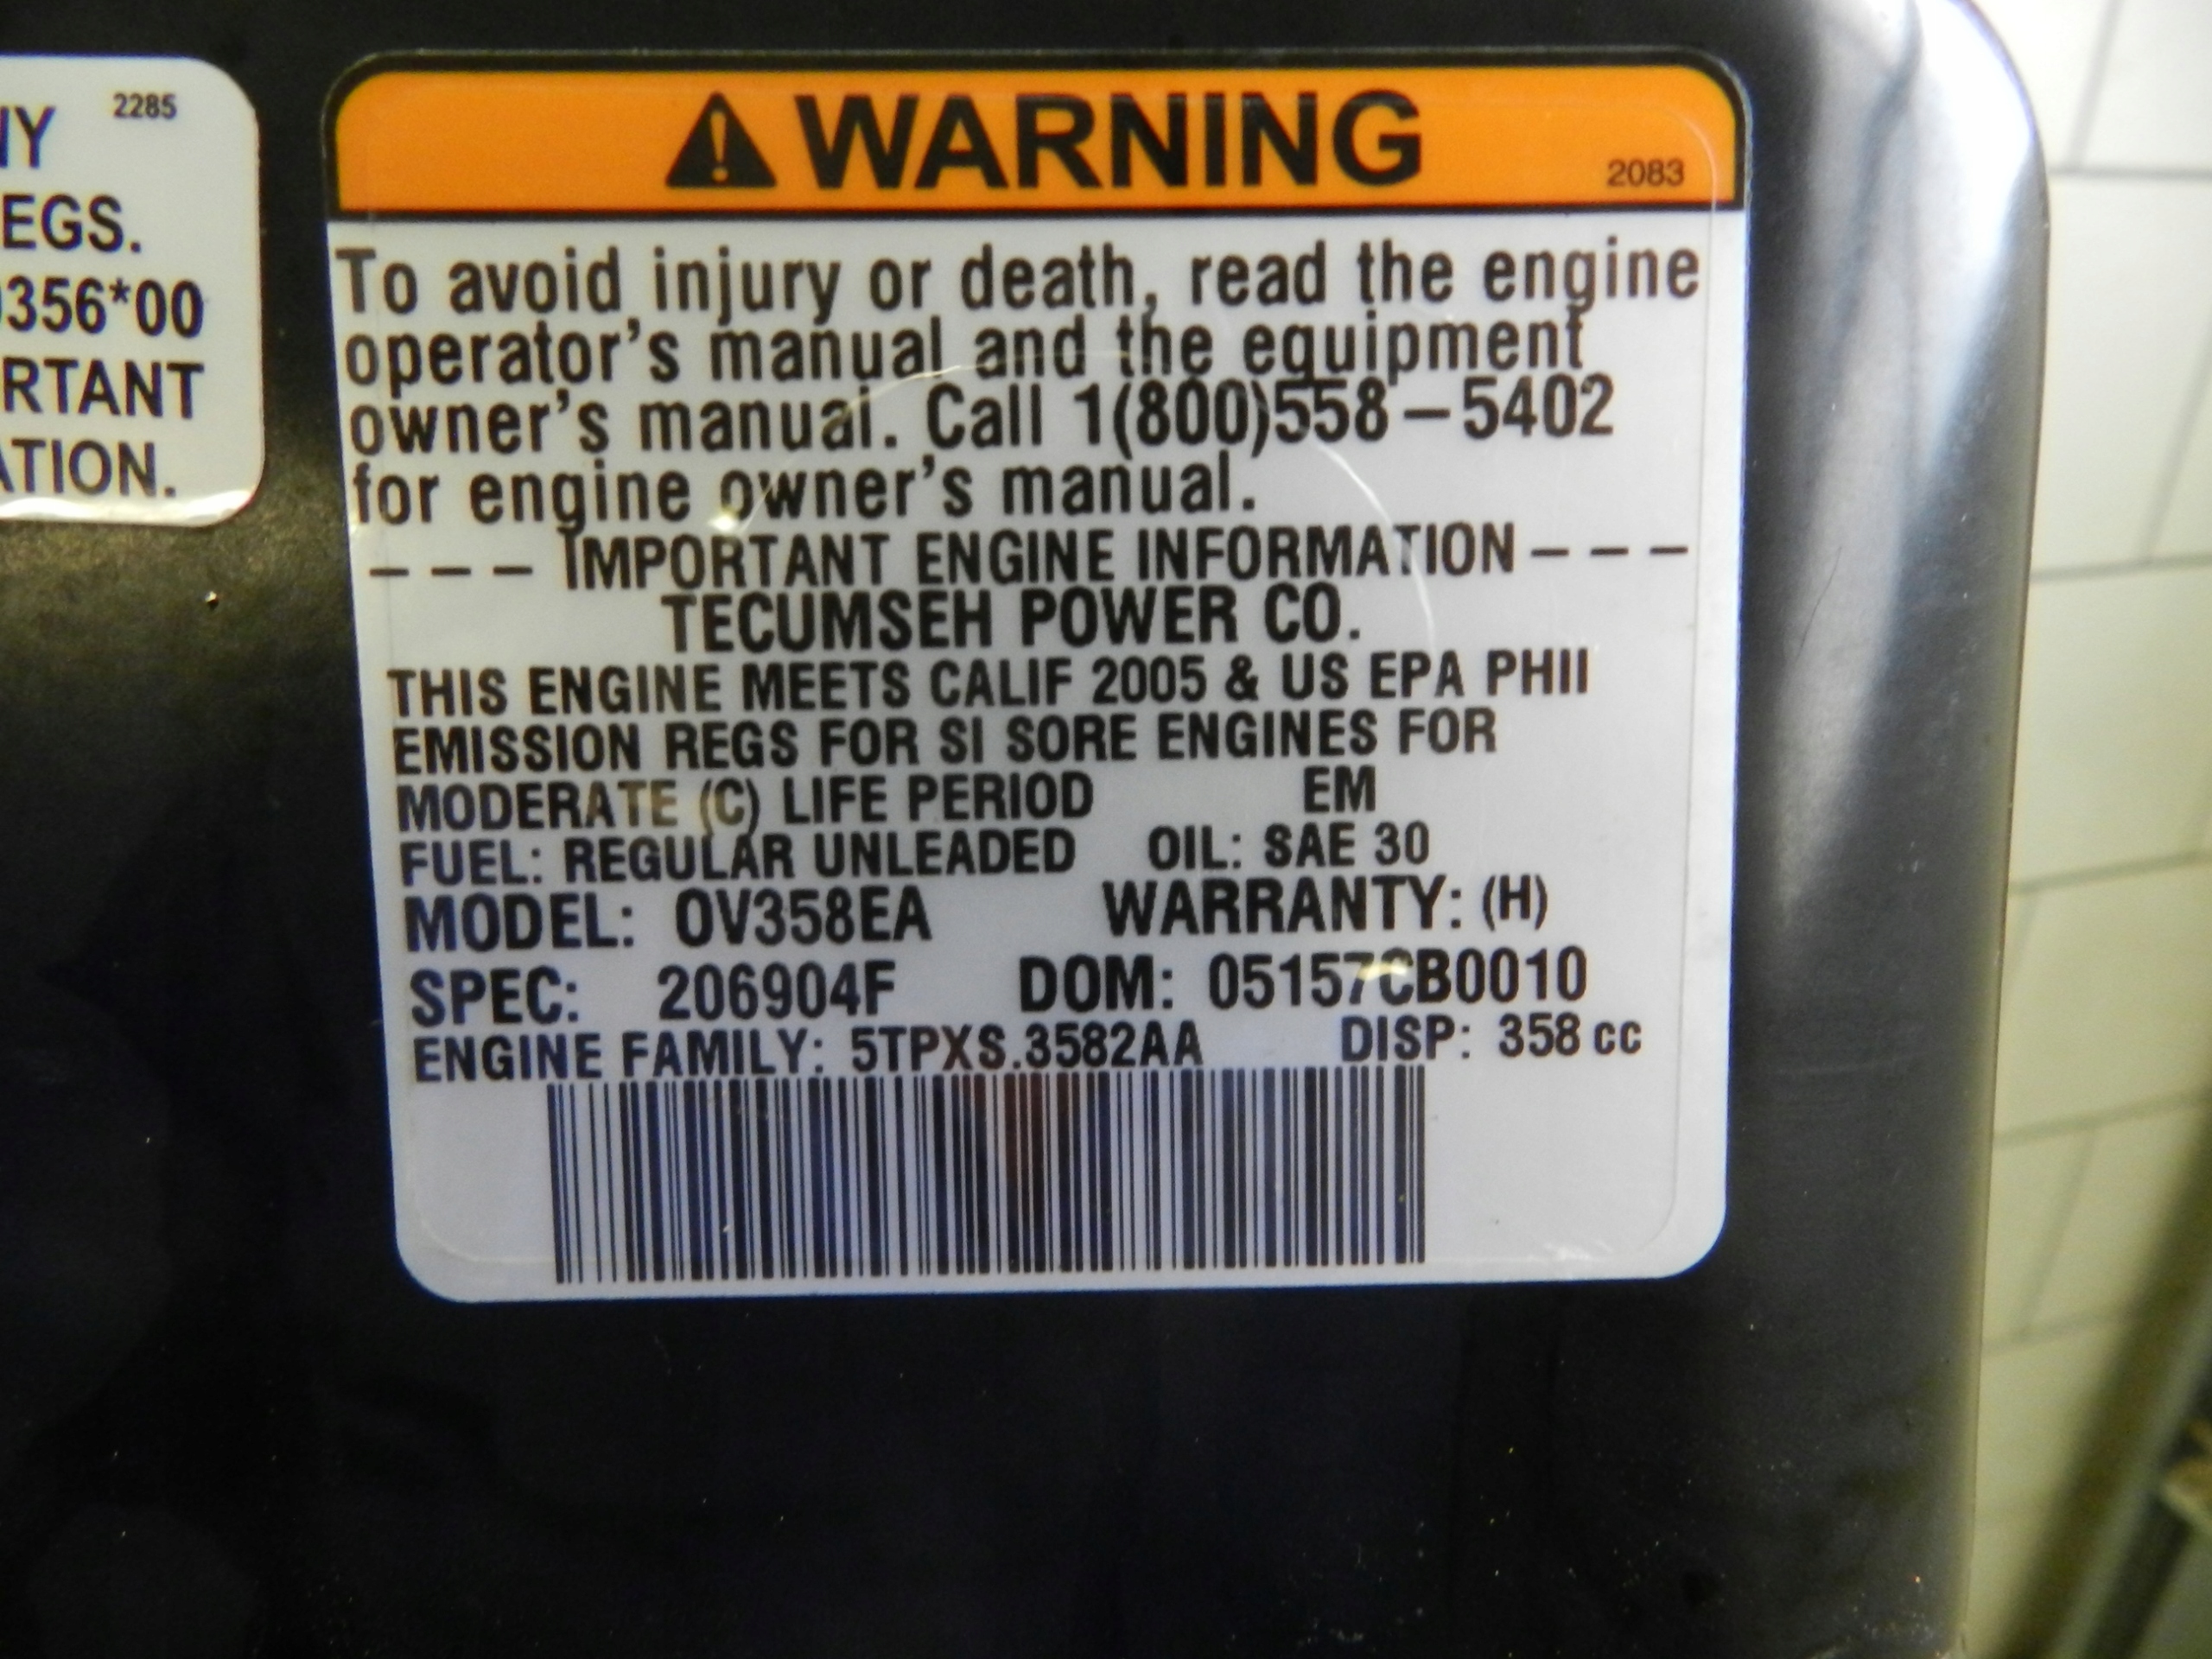 2285
NY
EGS.
356*00
RTANT
ATION.
WARNING
2083
To avoid injury or death, read the engine
operator's manual and the equipment
owner's manual. Call 1(800)558-5402
for engine owner's manual.
--- IMPORTANT ENGINE INFORMATION ---
TECUMSEH POWER CO.
THIS ENGINE MEETS CALIF 2005 & US EPA PHII
EMISSION REGS FOR SI SORE ENGINES FOR
MODERATE (C) LIFE PERIOD EM
FUEL: REGULAR UNLEADED OIL: SAE 30
MODEL: OV358EA WARRANTY: (H)
SPEC: 206904F DOM: 05157CB0010
ENGINE FAMILY: 5TPXS.3582AA DISP: 358 cc